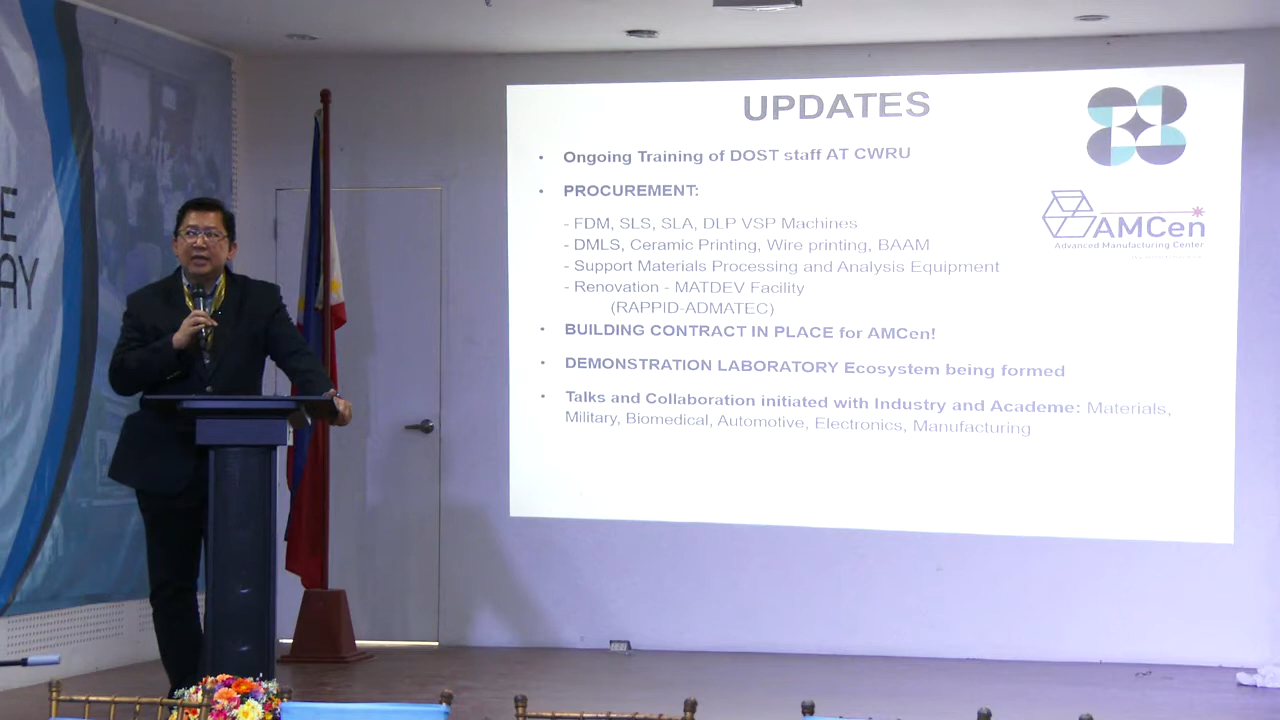 E
AY
UPDATES
• Ongoing Training of DOST staff AT CWRU
• PROCUREMENT:
- FDM, SLS, SLA, DLP VSP Machines
- DMLS, Ceramic Printing, Wire printing, BAAM
- Support Materials Processing and Analysis Equipment
- Renovation - MATDEV Facility
(RAPPID-ADMATEC)
• BUILDING CONTRACT IN PLACE for AMCen!
• DEMONSTRATION LABORATORY Ecosystem being formed
• Talks and Collaboration initiated with Industry and Academe: Materials,
Military, Biomedical, Automotive, Electronics, Manufacturing
AMCen
Advanced Manufacturing Center